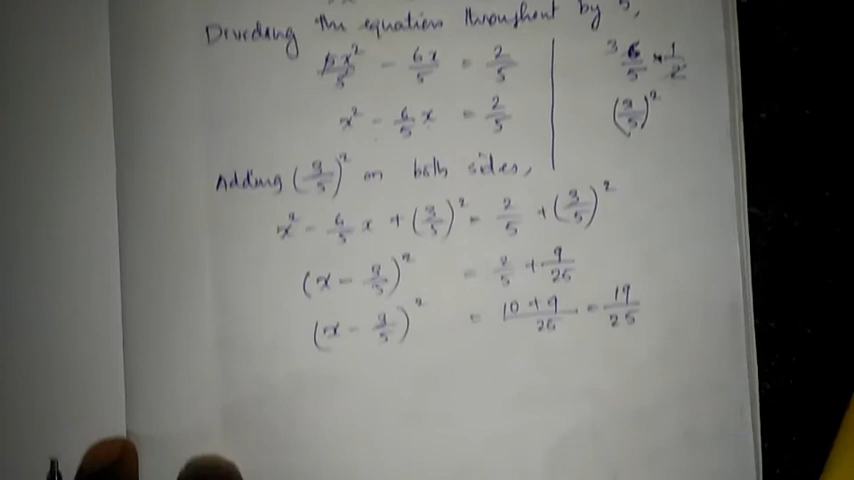 Dividing the equation throughout by 5,
5x²/5 - 6x/5 = 2/5
x² - 6/5 x = 2/5
3 6/5 × 1/2
(3/5)²
Adding (3/5)² on both sides,
x² - 6/5 x + (3/5)² = 2/5 + (3/5)²
(x - 3/5)² = 2/5 + 9/25
(x - 3/5)² = 10+9/25 = 19/25